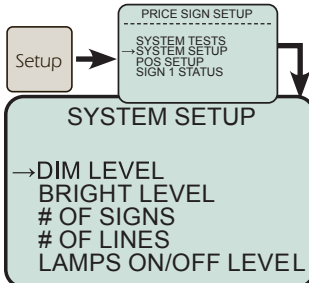 Setup
PRICE SIGN SETUP
SYSTEM TESTS
→SYSTEM SETUP
POS SETUP
SIGN 1 STATUS
SYSTEM SETUP
→DIM LEVEL
BRIGHT LEVEL
# OF SIGNS
# OF LINES
LAMPS ON/OFF LEVEL